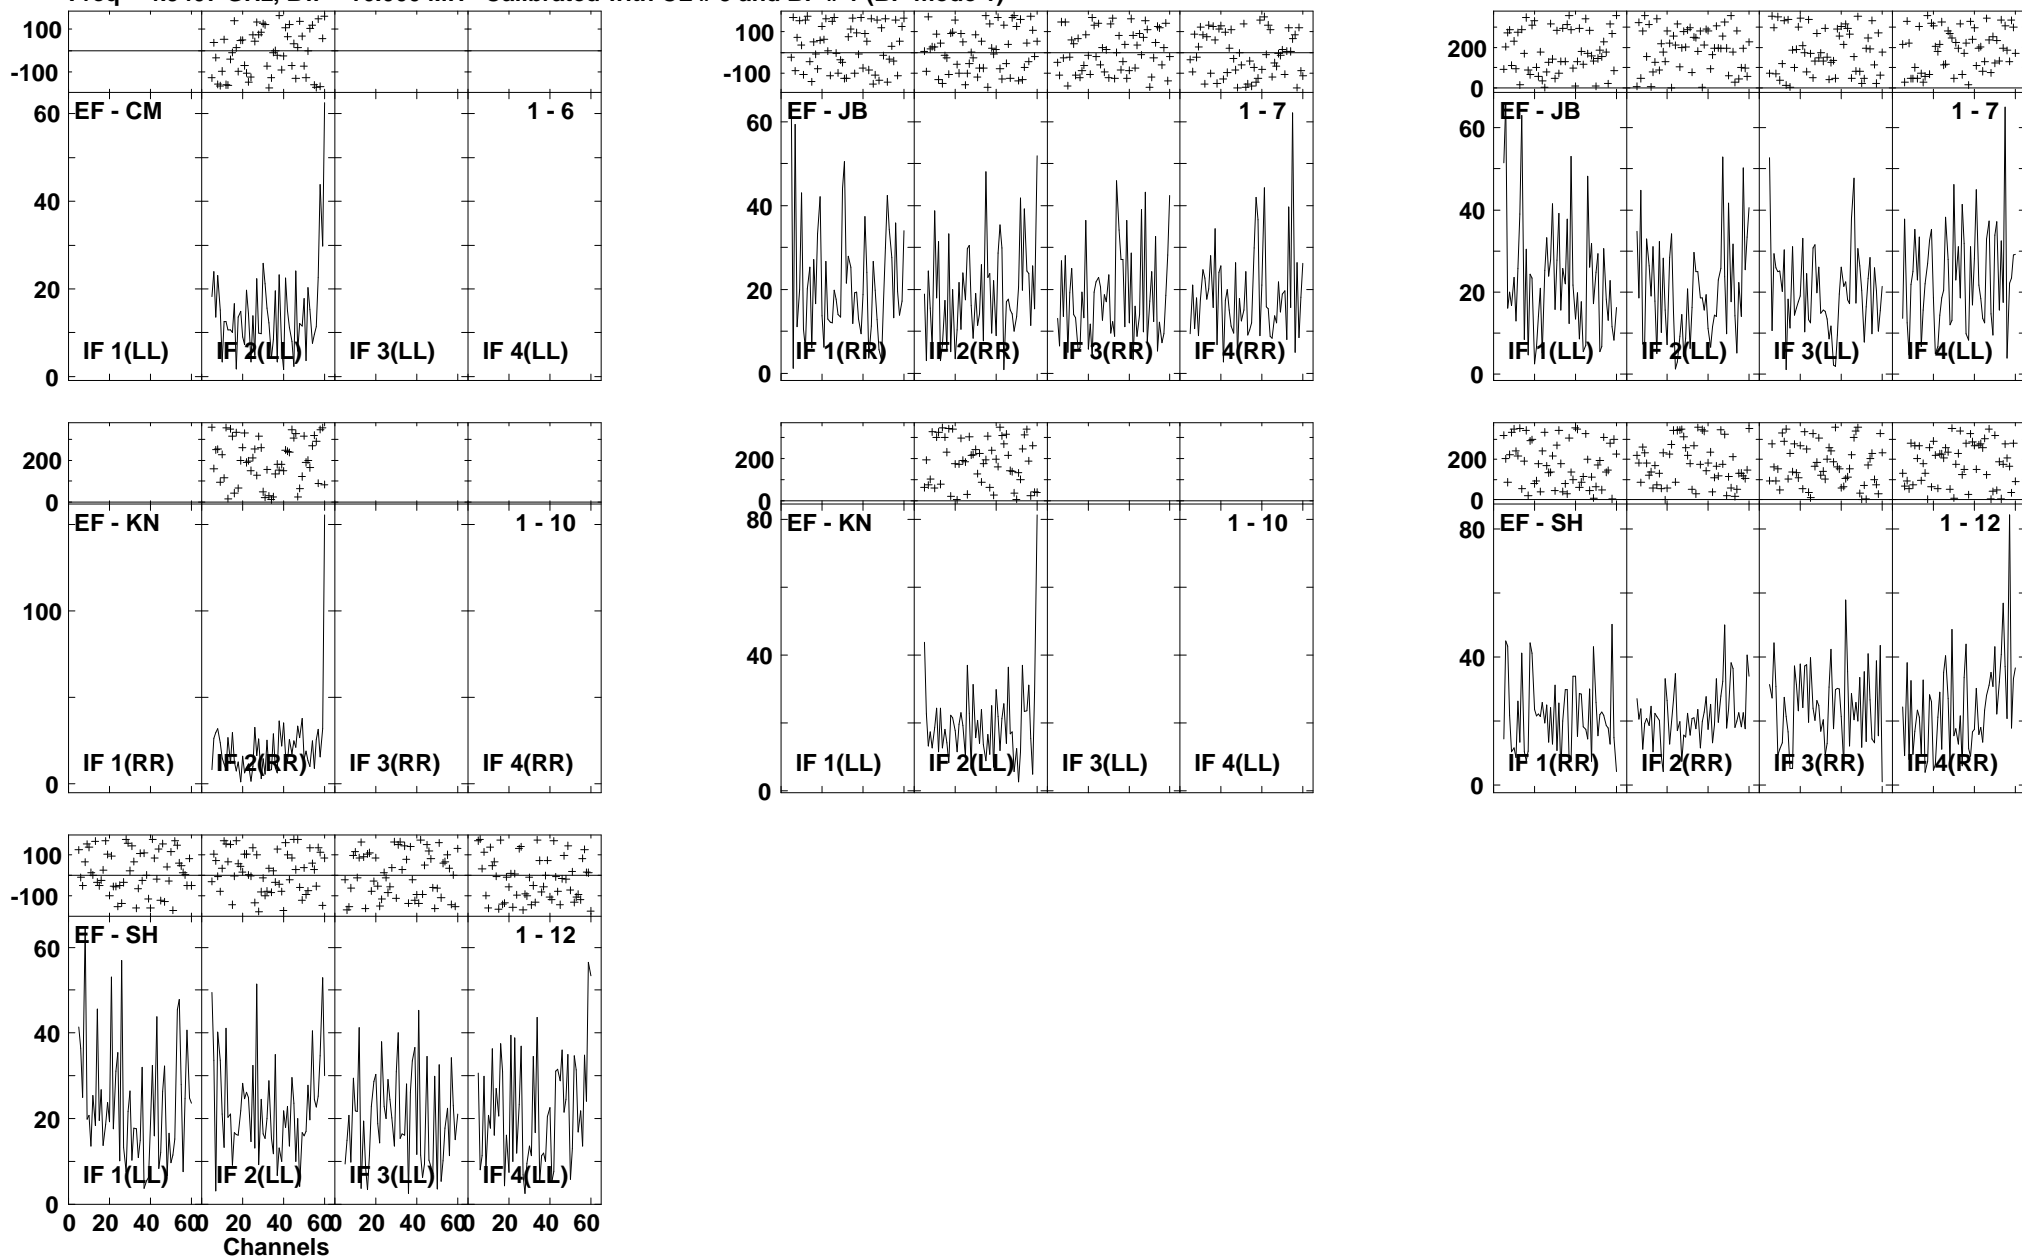 100
-100
EF - CM 1 - 6
60
40
20
0
IF 1(LL) IF 2(LL) IF 3(LL) IF 4(LL)
100
-100
EF - JB 1 - 7
60
40
20
0
IF 1(RR) IF 2(RR) IF 3(RR) IF 4(RR)
200
0
EF - JB 1 - 7
60
40
20
0
IF 1(LL) IF 2(LL) IF 3(LL) IF 4(LL)
200
0
EF - KN 1 - 10
100
0
IF 1(RR) IF 2(RR) IF 3(RR) IF 4(RR)
200
0
EF - KN 1 - 10
80
40
0
IF 1(LL) IF 2(LL) IF 3(LL) IF 4(LL)
200
0
EF - SH 1 - 12
80
40
0
IF 1(RR) IF 2(RR) IF 3(RR) IF 4(RR)
100
-100
EF - SH 1 - 12
60
40
20
0
IF 1(LL) IF 2(LL) IF 3(LL) IF 4(LL)
0 20 40 60 0 20 40 60 0 20 40 60 0 20 40 60
Channels